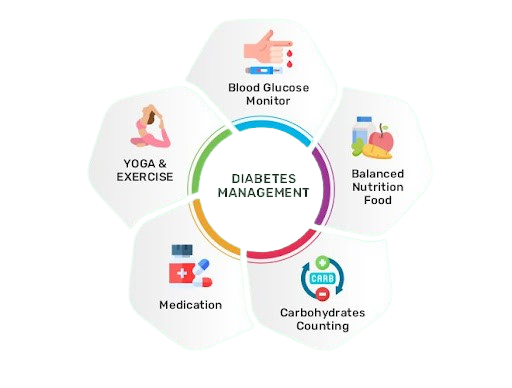 Blood Glucose
Monitor
YOGA &
EXERCISE
Balanced
Nutrition
Food
DIABETES
MANAGEMENT
Medication
CARB
Carbohydrates
Counting